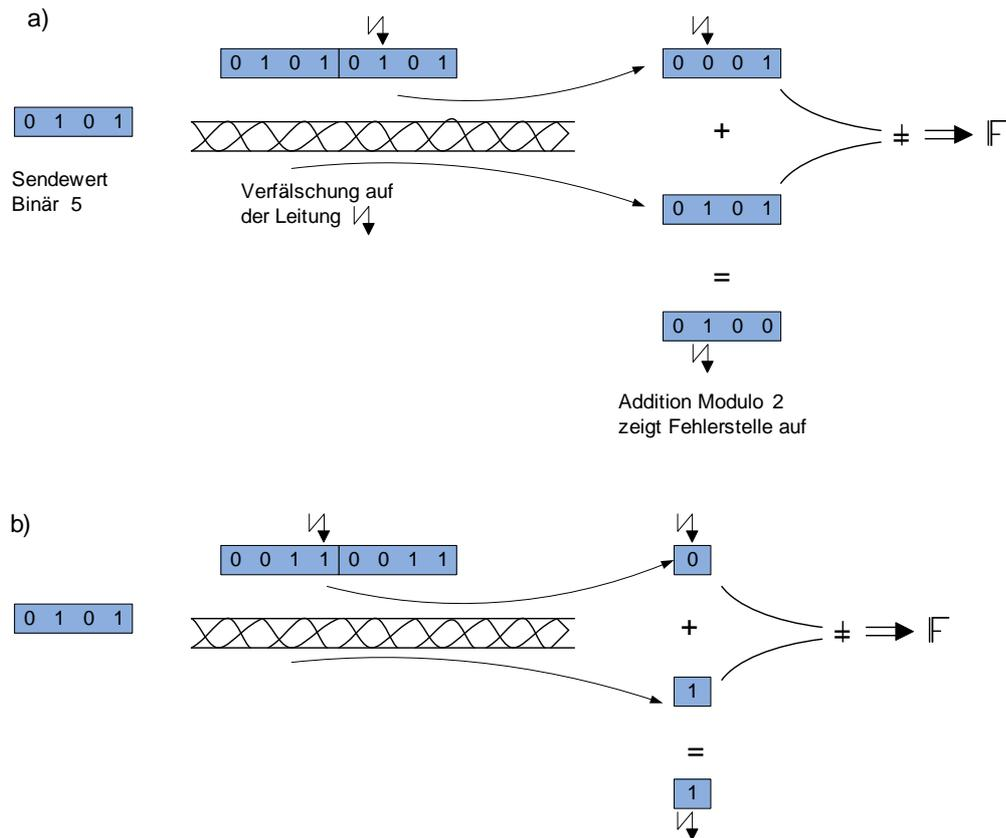 a)
0 1 0 1 0 1 0 1
0 0 0 1
0 1 0 1
+
≠ ⇒ F
Sendewert
Binär 5
Verfälschung auf
der Leitung
0 1 0 1
=
0 1 0 0
Addition Modulo 2
zeigt Fehlerstelle auf
b)
0 0 1 1 0 0 1 1
0
0 1 0 1
+
≠ ⇒ F
1
=
1